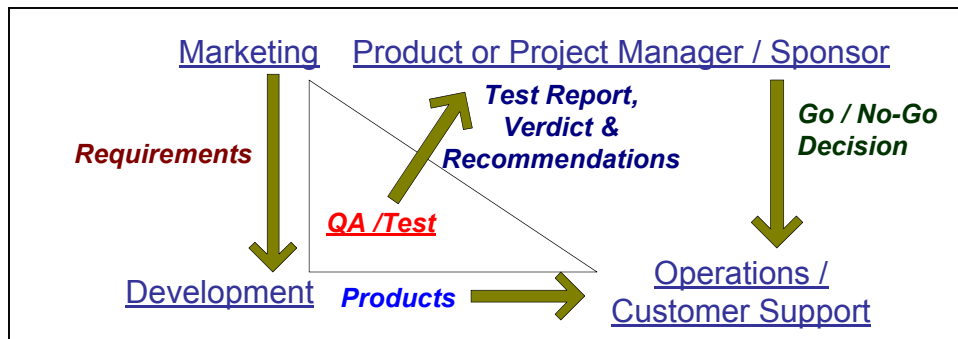 Marketing
Product or Project Manager / Sponsor
Test Report,
Verdict &
Recommendations
Go / No-Go
Decision
Requirements
QA /Test
Development
Products
Operations /
Customer Support